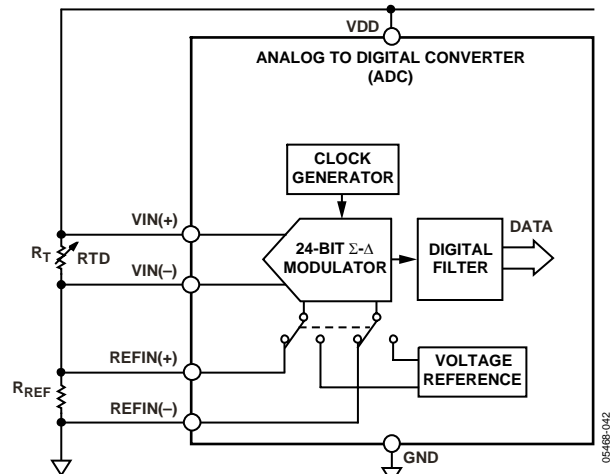 VDD
ANALOG TO DIGITAL CONVERTER
(ADC)
CLOCK
GENERATOR
VIN(+)
RT
RTD
24-BIT Σ-Δ
MODULATOR
DIGITAL
FILTER
DATA
VIN(–)
REFIN(+)
VOLTAGE
REFERENCE
RREF
REFIN(–)
GND
05468-042